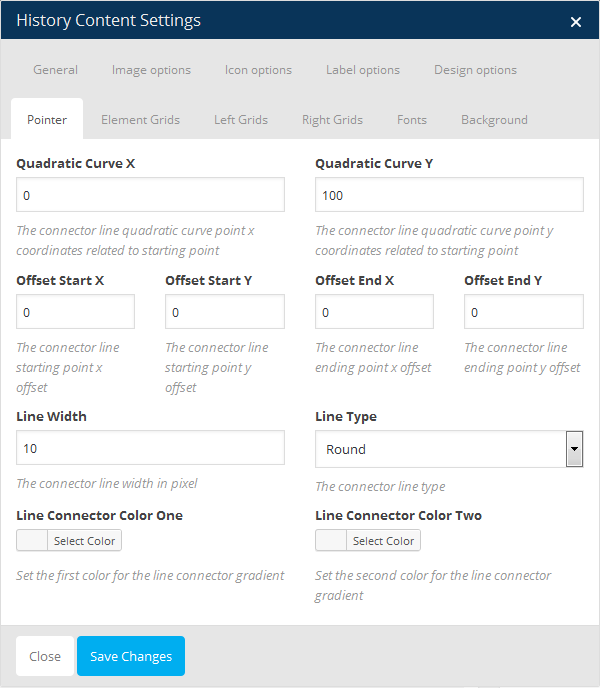 History Content Settings
×
General Image options Icon options Label options Design options
Pointer Element Grids Left Grids Right Grids Fonts Background
Quadratic Curve X Quadratic Curve Y
0 100
The connector line quadratic curve point x The connector line quadratic curve point y
coordinates related to starting point coordinates related to starting point
Offset Start X Offset Start Y Offset End X Offset End Y
0 0 0 0
The connector line The connector line The connector line The connector line
starting point x starting point y ending point x offset ending point y offset
offset offset
Line Width Line Type
10 Round
The connector line width in pixel The connector line type
Line Connector Color One Line Connector Color Two
Select Color Select Color
Set the first color for the line connector gradient Set the second color for the line connector
gradient
Close Save Changes